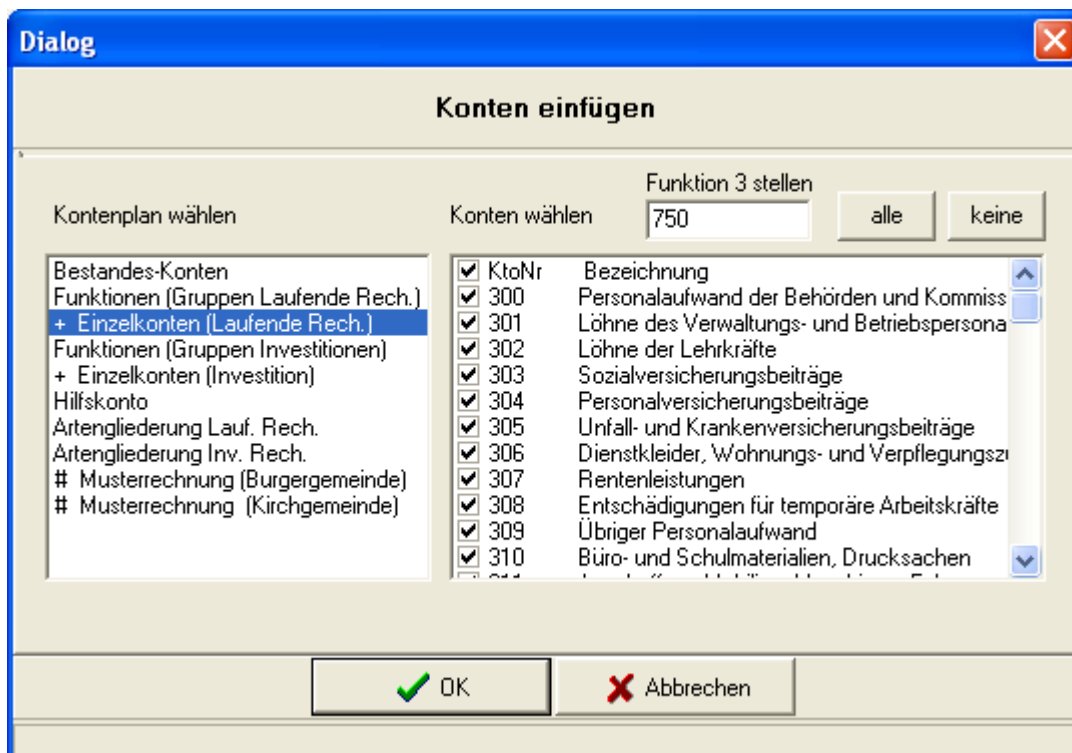 Dialog
Konten einfügen
Funktion 3 stellen
Kontenplan wählen
Konten wählen
750
alle
keine
Bestandes-Konten
Funktionen (Gruppen Laufende Rech.)
+ Einzelkonten (Laufende Rech.)
Funktionen (Gruppen Investitionen)
+ Einzelkonten (Investition)
Hilfskonto
Artengliederung Lauf. Rech.
Artengliederung Inv. Rech.
# Musterrechnung (Burgergemeinde)
# Musterrechnung (Kirchgemeinde)
KtoNr Bezeichnung
300 Personalaufwand der Behörden und Kommiss
301 Löhne des Verwaltungs- und Betriebspersona
302 Löhne der Lehrkräfte
303 Sozialversicherungsbeiträge
304 Personalversicherungsbeiträge
305 Unfall- und Krankenversicherungsbeiträge
306 Dienstkleider, Wohnungs- und Verpflegungszu
307 Rentenleistungen
308 Entschädigungen für temporäre Arbeitskräfte
309 Übriger Personalaufwand
310 Büro- und Schulmaterialien, Drucksachen
OK
Abbrechen